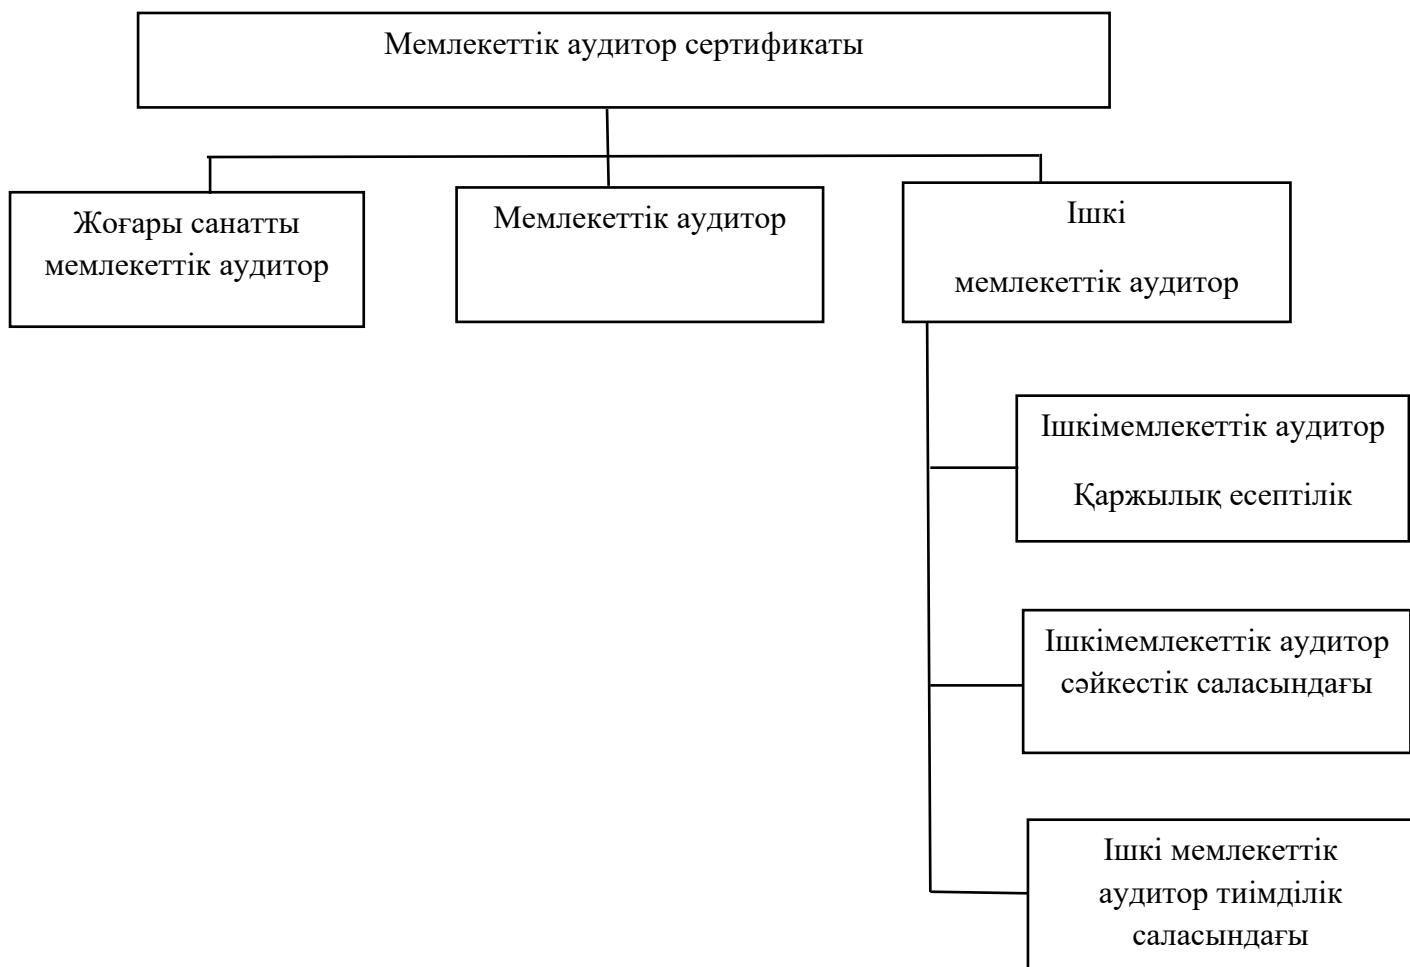 Мемлекеттік аудитор сертификаты
Жоғары санатты
мемлекеттік аудитор
Мемлекеттік аудитор
Ішкі
мемлекеттік аудитор
Ішкімемлекеттік аудитор
Қаржылық есептілік
Ішкімемлекеттік аудитор
сәйкестік саласындағы
Ішкі мемлекеттік
аудитор тиімділік
саласындағы